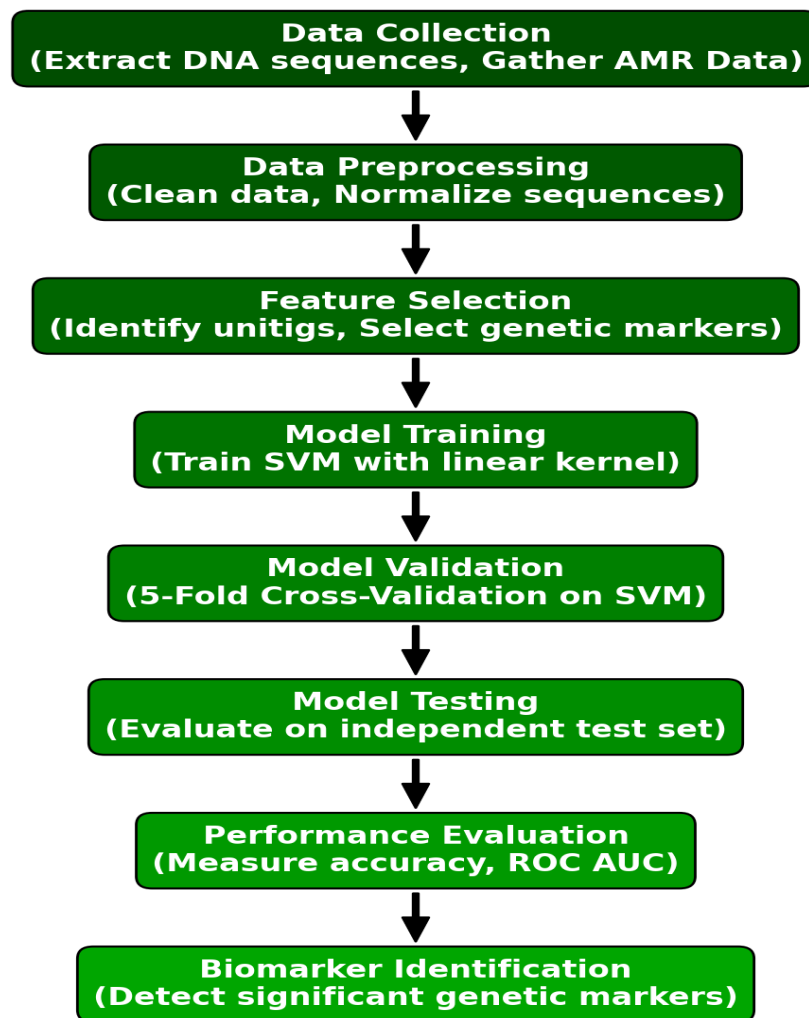 Data Collection
(Extract DNA sequences, Gather AMR Data)
Data Preprocessing
(Clean data, Normalize sequences)
Feature Selection
(Identify unitigs, Select genetic markers)
Model Training
(Train SVM with linear kernel)
Model Validation
(5-Fold Cross-Validation on SVM)
Model Testing
(Evaluate on independent test set)
Performance Evaluation
(Measure accuracy, ROC AUC)
Biomarker Identification
(Detect significant genetic markers)